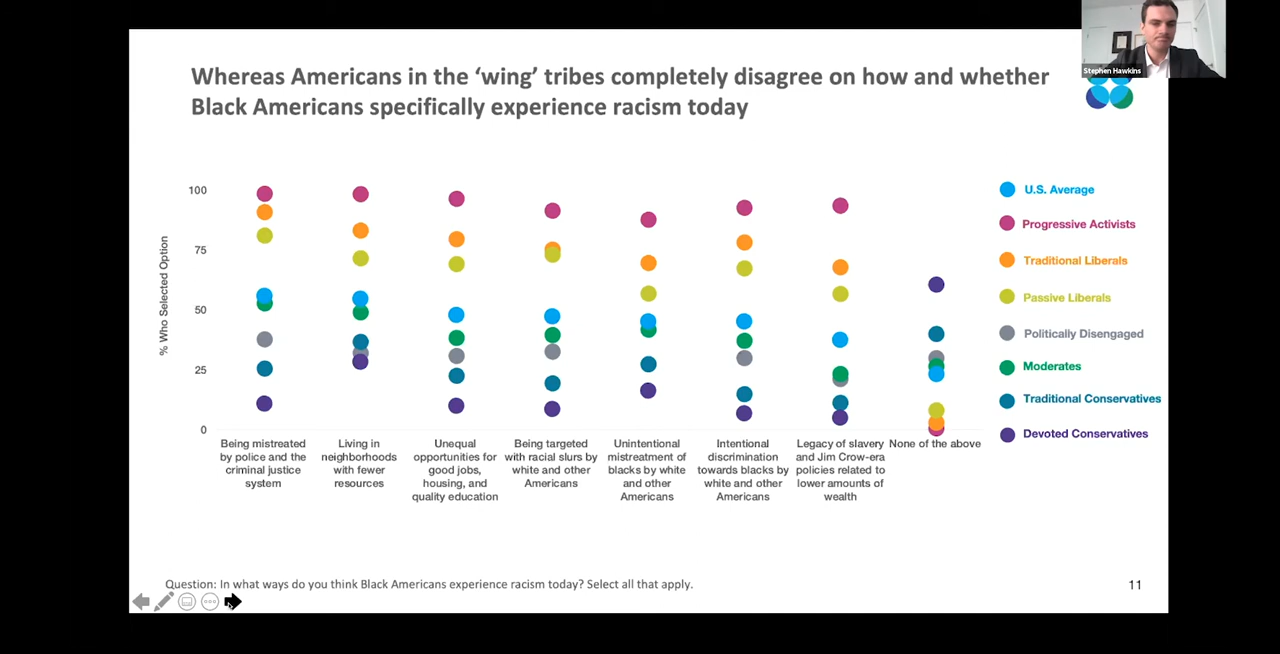 Stephen Hawkins
Whereas Americans in the ‘wing’ tribes completely disagree on how and whether
Black Americans specifically experience racism today
% Who Selected Option
100
75
50
25
0
Being mistreated
by police and the
criminal justice
system
Living in
neighborhoods
with fewer
resources
Unequal
opportunities for
good jobs,
housing, and
quality education
Being targeted
with racial slurs by
white and other
Americans
Unintentional
mistreatment of
blacks by white
and other
Americans
Intentional
discrimination
towards blacks by
white and other
Americans
Legacy of slavery
and Jim Crow-era
policies related to
lower amounts of
wealth
None of the above
U.S. Average
Progressive Activists
Traditional Liberals
Passive Liberals
Politically Disengaged
Moderates
Traditional Conservatives
Devoted Conservatives
Question: In what ways do you think Black Americans experience racism today? Select all that apply.
11